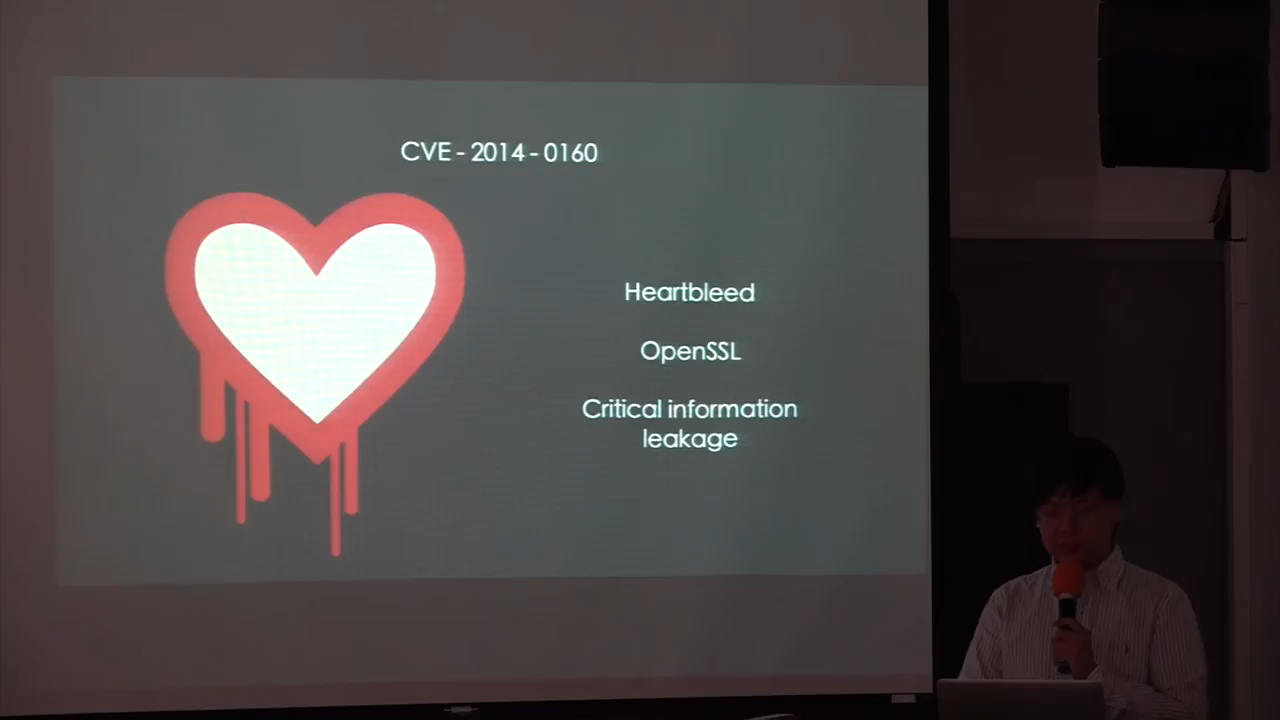 CVE - 2014 - 0160
Heartbleed
OpenSSL
Critical information
leakage